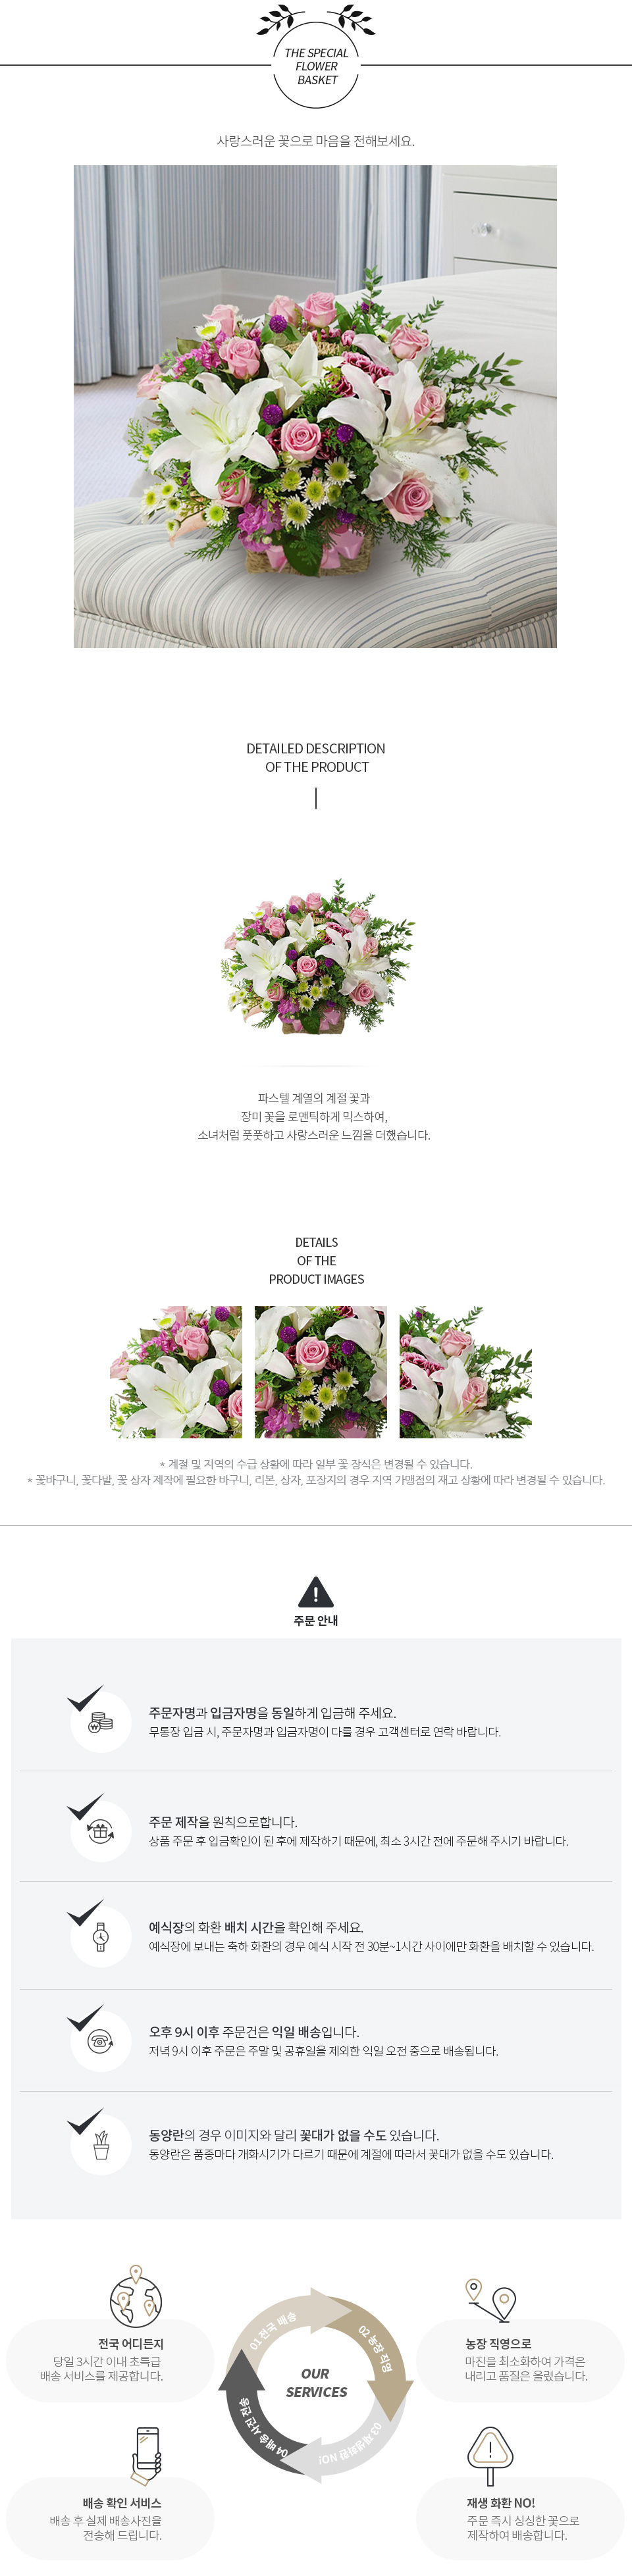 THE SPECIAL
FLOWER
BASKET
사랑스러운 꽃으로 마음을 전해보세요.
DETAILED DESCRIPTION
OF THE PRODUCT
파스텔 계열의 계절 꽃과
장미 꽃을 로맨틱하게 믹스하여,
소녀처럼 풋풋하고 사랑스러운 느낌을 더했습니다.
DETAILS
OF THE
PRODUCT IMAGES
* 계절 및 지역의 수급 상황에 따라 일부 꽃 장식은 변경될 수 있습니다.
* 꽃바구니, 꽃다발, 꽃 상자 제작에 필요한 바구니, 리본, 상자, 포장지의 경우 지역 가맹점의 재고 상황에 따라 변경될 수 있습니다.
주문 안내
주문자명과 입금자명을 동일하게 입금해 주세요.
무통장 입금 시, 주문자명과 입금자명이 다를 경우 고객센터로 연락 바랍니다.
주문 제작을 원칙으로합니다.
상품 주문 후 입금확인이 된 후에 제작하기 때문에, 최소 3시간 전에 주문해 주시기 바랍니다.
예식장의 화환 배치 시간을 확인해 주세요.
예식장에 보내는 축하 화환의 경우 예식 시작 전 30분~1시간 사이에만 화환을 배치할 수 있습니다.
오후 9시 이후 주문건은 익일 배송입니다.
저녁 9시 이후 주문은 주말 및 공휴일을 제외한 익일 오전 중으로 배송됩니다.
동양란의 경우 이미지와 달리 꽃대가 없을 수도 있습니다.
동양란은 품종마다 개화시기가 다르기 때문에 계절에 따라서 꽃대가 없을 수도 있습니다.
전국 어디든지
당일 3시간 이내 초특급
배송 서비스를 제공합니다.
01 전국 배송
02 농장 직영
OUR
SERVICES
03 재생화환 NO!
04 배송 사진 전송
농장 직영으로
마진을 최소화하여 가격은
내리고 품질은 올렸습니다.
배송 확인 서비스
배송 후 실제 배송사진을
전송해 드립니다.
재생 화환 NO!
주문 즉시 싱싱한 꽃으로
제작하여 배송합니다.